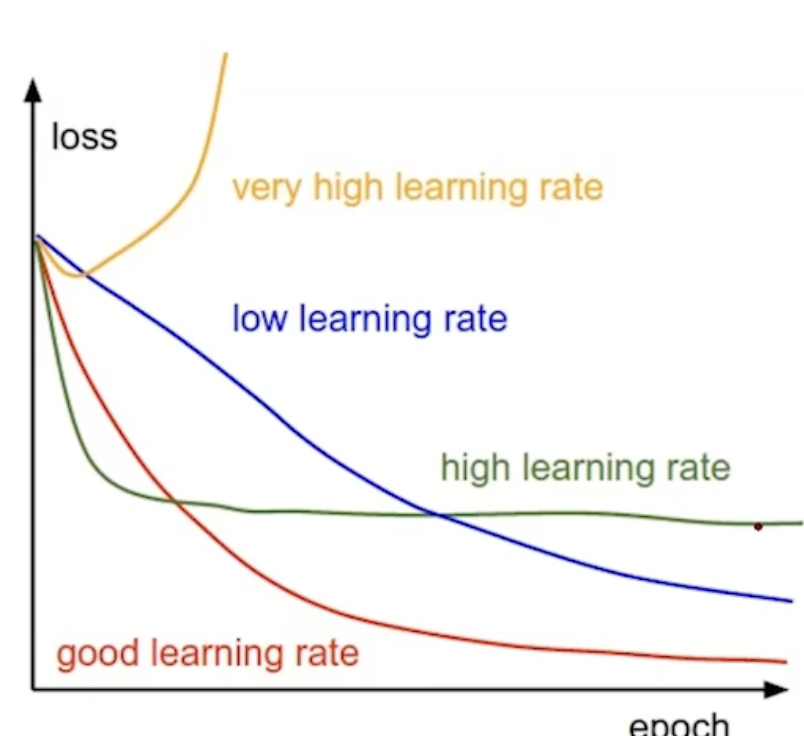 loss
very high learning rate
low learning rate
high learning rate
good learning rate
epoch